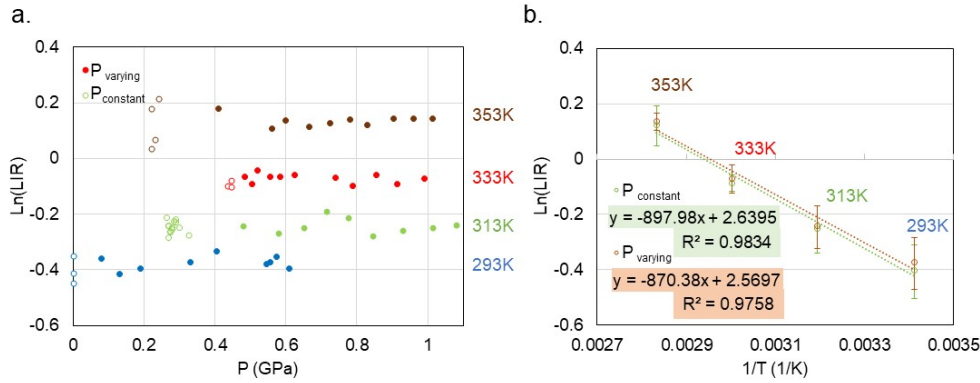 a.
0.4
0.2
0
-0.2
-0.4
-0.6
Ln(LIR)
P varying
P constant
353K
333K
313K
293K
0 0.2 0.4 0.6 0.8 1
P (GPa)
b.
0.4
0.2
0
-0.2
-0.4
-0.6
Ln(LIR)
353K
333K
313K
293K
P constant
y = -897.98x + 2.6395
R² = 0.9834
P varying
y = -870.38x + 2.5697
R² = 0.9758
0.0027 0.0029 0.0031 0.0033 0.0035
1/T (1/K)